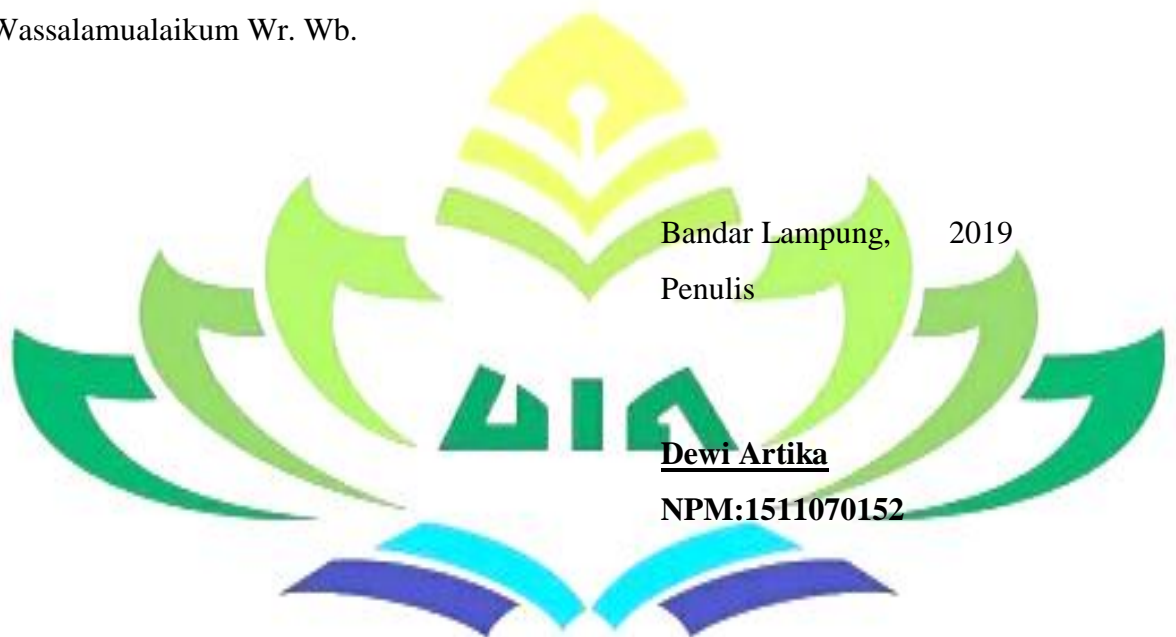 Wassalamualaikum Wr. Wb.
Bandar Lampung, 2019
Penulis
UIN
Dewi Artika
NPM:1511070152